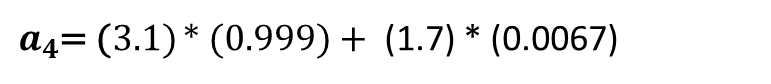 a₄= (3.1) * (0.999) + (1.7) * (0.0067)